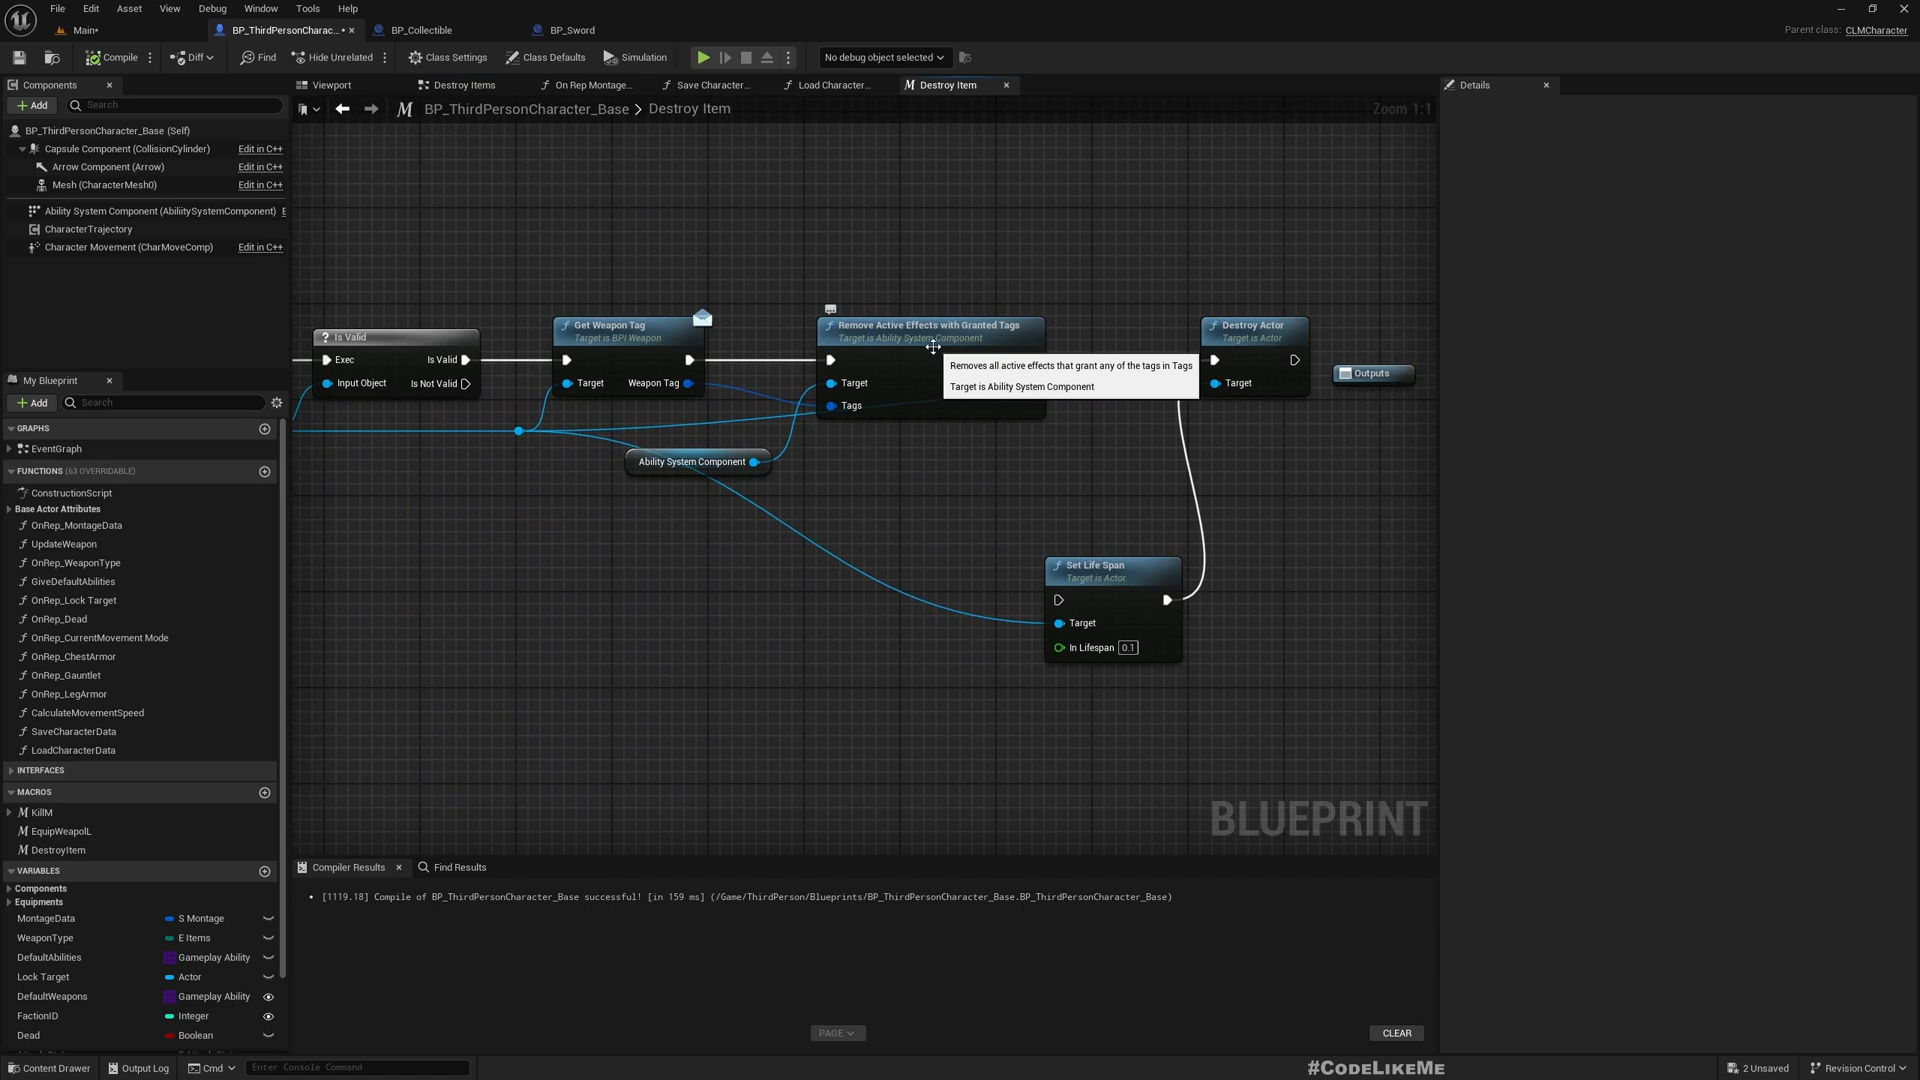 File Edit Asset View Debug Window Tools Help
Main•
BP_ThirdPersonCharac... •
BP_Collectible
BP_Sword
Parent class: CLMCharacter
Compile
Diff
Find
Hide Unrelated
Class Settings
Class Defaults
Simulation
No debug object selected
Components
Viewport
Destroy Items
On Rep Montage...
Save Character...
Load Character...
Destroy Item
Details
Add
Search
BP_ThirdPersonCharacter_Base > Destroy Item
Zoom 1:1
BP_ThirdPersonCharacter_Base (Self)
Capsule Component (CollisionCylinder) Edit in C++
Arrow Component (Arrow) Edit in C++
Mesh (CharacterMesh0) Edit in C++
Ability System Component (AbiliitySystemComponent) E
CharacterTrajectory
Character Movement (CharMoveComp) Edit in C++
My Blueprint
Add
Search
GRAPHS
EventGraph
FUNCTIONS (63 OVERRIDABLE)
ConstructionScript
Base Actor Attributes
OnRep_MontageData
UpdateWeapon
OnRep_WeaponType
GiveDefaultAbilities
OnRep_Lock Target
OnRep_Dead
OnRep_CurrentMovement Mode
OnRep_ChestArmor
OnRep_Gauntlet
OnRep_LegArmor
CalculateMovementSpeed
SaveCharacterData
LoadCharacterData
INTERFACES
MACROS
KillM
EquipWeapolL
DestroyItem
VARIABLES
Components
Equipments
MontageData S Montage
WeaponType E Items
DefaultAbilities Gameplay Ability
Lock Target Actor
DefaultWeapons Gameplay Ability
FactionID Integer
Dead Boolean
? Is Valid
Exec Is Valid
Input Object Is Not Valid
Get Weapon Tag
Target is BPI Weapon
Target Weapon Tag
Remove Active Effects with Granted Tags
Target is Ability System Component
Target
Tags
Removes all active effects that grant any of the tags in Tags
Target is Ability System Component
Destroy Actor
Target is Actor
Target
Outputs
Ability System Component
Set Life Span
Target is Actor
Target
In Lifespan 0.1
BLUEPRINT
Compiler Results
Find Results
• [1119.18] Compile of BP_ThirdPersonCharacter_Base successful! [in 159 ms] (/Game/ThirdPerson/Blueprints/BP_ThirdPersonCharacter_Base.BP_ThirdPersonCharacter_Base)
PAGE
CLEAR
Content Drawer
Output Log
Cmd
Enter Console Command
#CODELIKEME
2 Unsaved
Revision Control